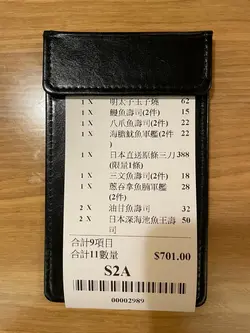 1 X 明太子玉子燒 62
1 X 鰻魚壽司(2件) 15
1 X 八爪魚壽司(2件) 22
1 X 海膽魷魚軍艦(2件) 22
1 X 日本直送原條三刀(限量1條) 388
1 X 三文魚壽司(2件) 18
1 X 蔥吞拿魚腩軍艦(2件) 28
2 X 油甘魚壽司 32
2 X 日本深海池魚王壽司 50
合計9項目
合計11數量 $701.00
S2A
00002989